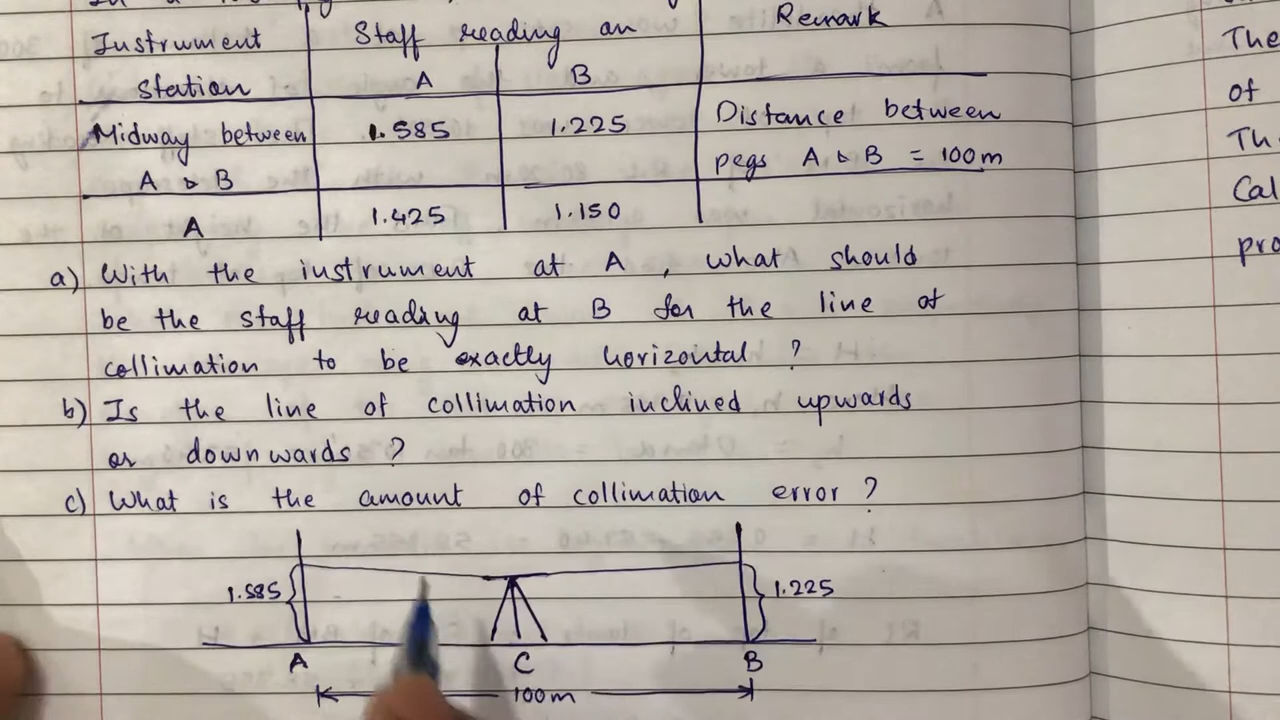 Instrument Staff reading on Remark
station A B
Midway between 1.585 1.225 Distance between
A & B pegs A & B = 100m
A 1.425 1.150
a) With the instrument at A, what should
be the staff reading at B for the line of
collimation to be exactly horizontal ?
b) Is the line of collimation inclined upwards
or downwards ?
c) What is the amount of collimation error ?
1.585 1.225
A C B
100m
The
of
Th
Cal
pro